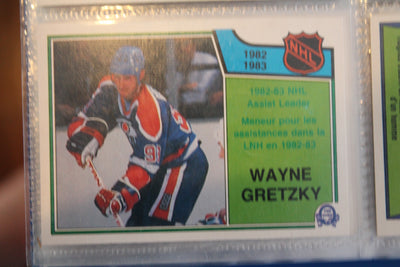 NHL
1982
1983
1982-83 NHL
Assist Leader
Meneur pour les
assistances dans la
LNH en 1982-83
WAYNE
GRETZKY